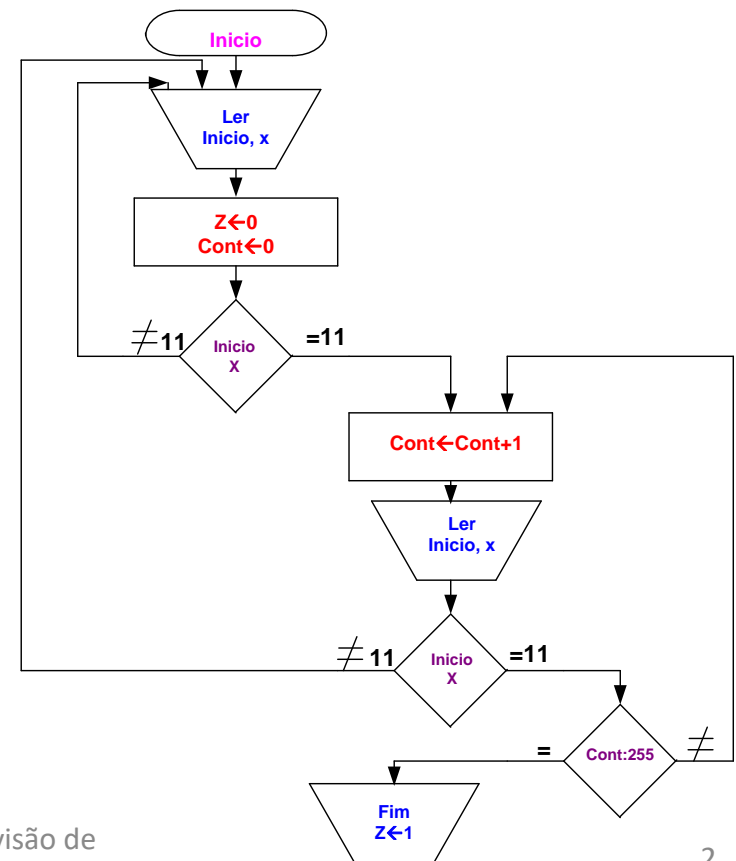 Inicio
Ler
Inicio, x
Z←0
Cont←0
≠11
Inicio
X
=11
Cont←Cont+1
Ler
Inicio, x
≠ 11
Inicio
X
=11
=
Cont:255
≠
Fim
Z←1
visão de
2